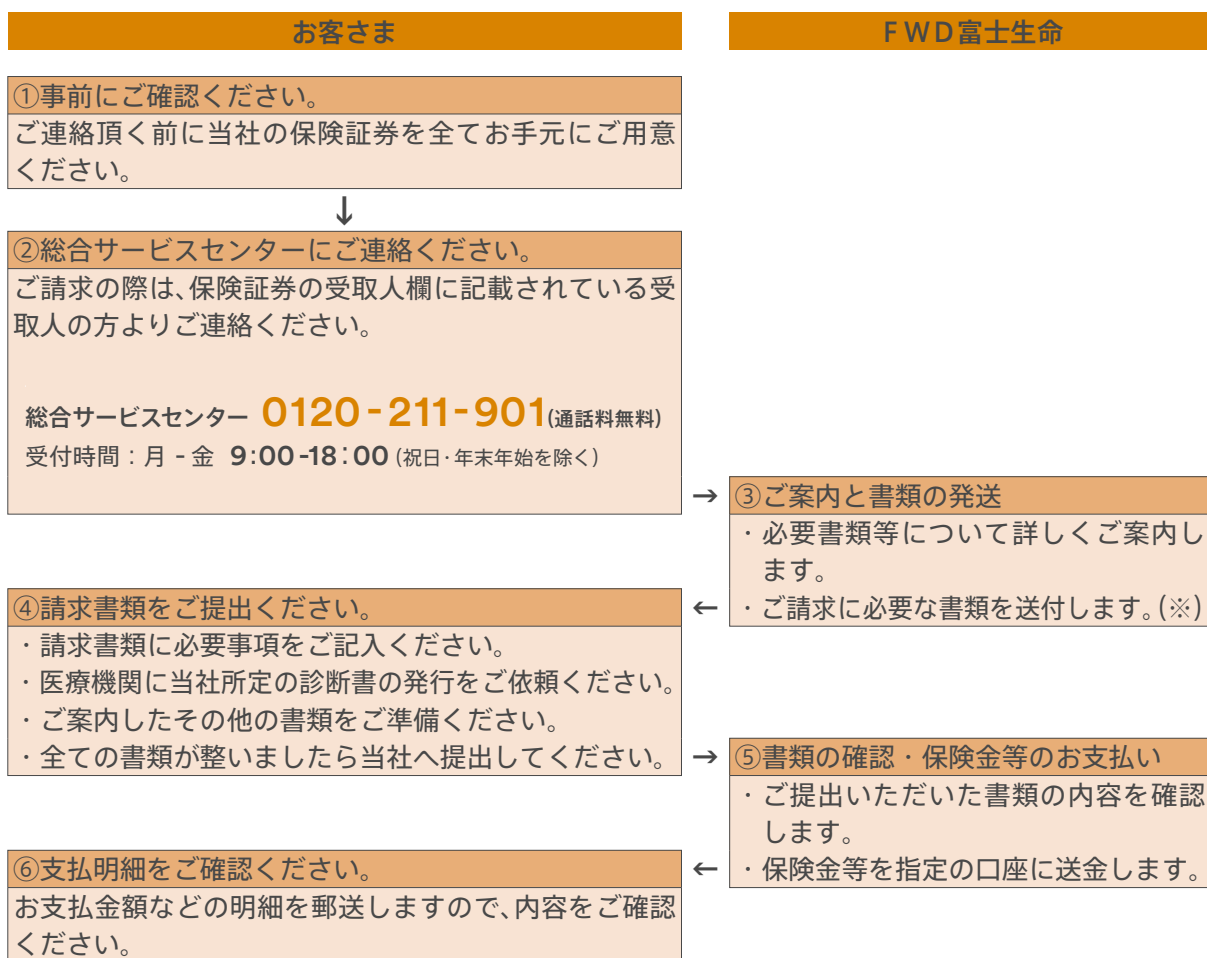 お客さま
FWD富士生命
①事前にご確認ください。
ご連絡頂く前に当社の保険証券を全てお手元にご用意
ください。
↓
②総合サービスセンターにご連絡ください。
ご請求の際は、保険証券の受取人欄に記載されている受
取人の方よりご連絡ください。
総合サービスセンター 0120-211-901(通話料無料)
受付時間：月 - 金 9:00-18:00 (祝日・年末年始を除く)
→
③ご案内と書類の発送
・必要書類等について詳しくご案内し
ます。
・ご請求に必要な書類を送付します。(※)
←
④請求書類をご提出ください。
・請求書類に必要事項をご記入ください。
・医療機関に当社所定の診断書の発行をご依頼ください。
・ご案内したその他の書類をご準備ください。
・全ての書類が整いましたら当社へ提出してください。
→
⑤書類の確認・保険金等のお支払い
・ご提出いただいた書類の内容を確認
します。
・保険金等を指定の口座に送金します。
←
⑥支払明細をご確認ください。
お支払金額などの明細を郵送しますので、内容をご確認
ください。